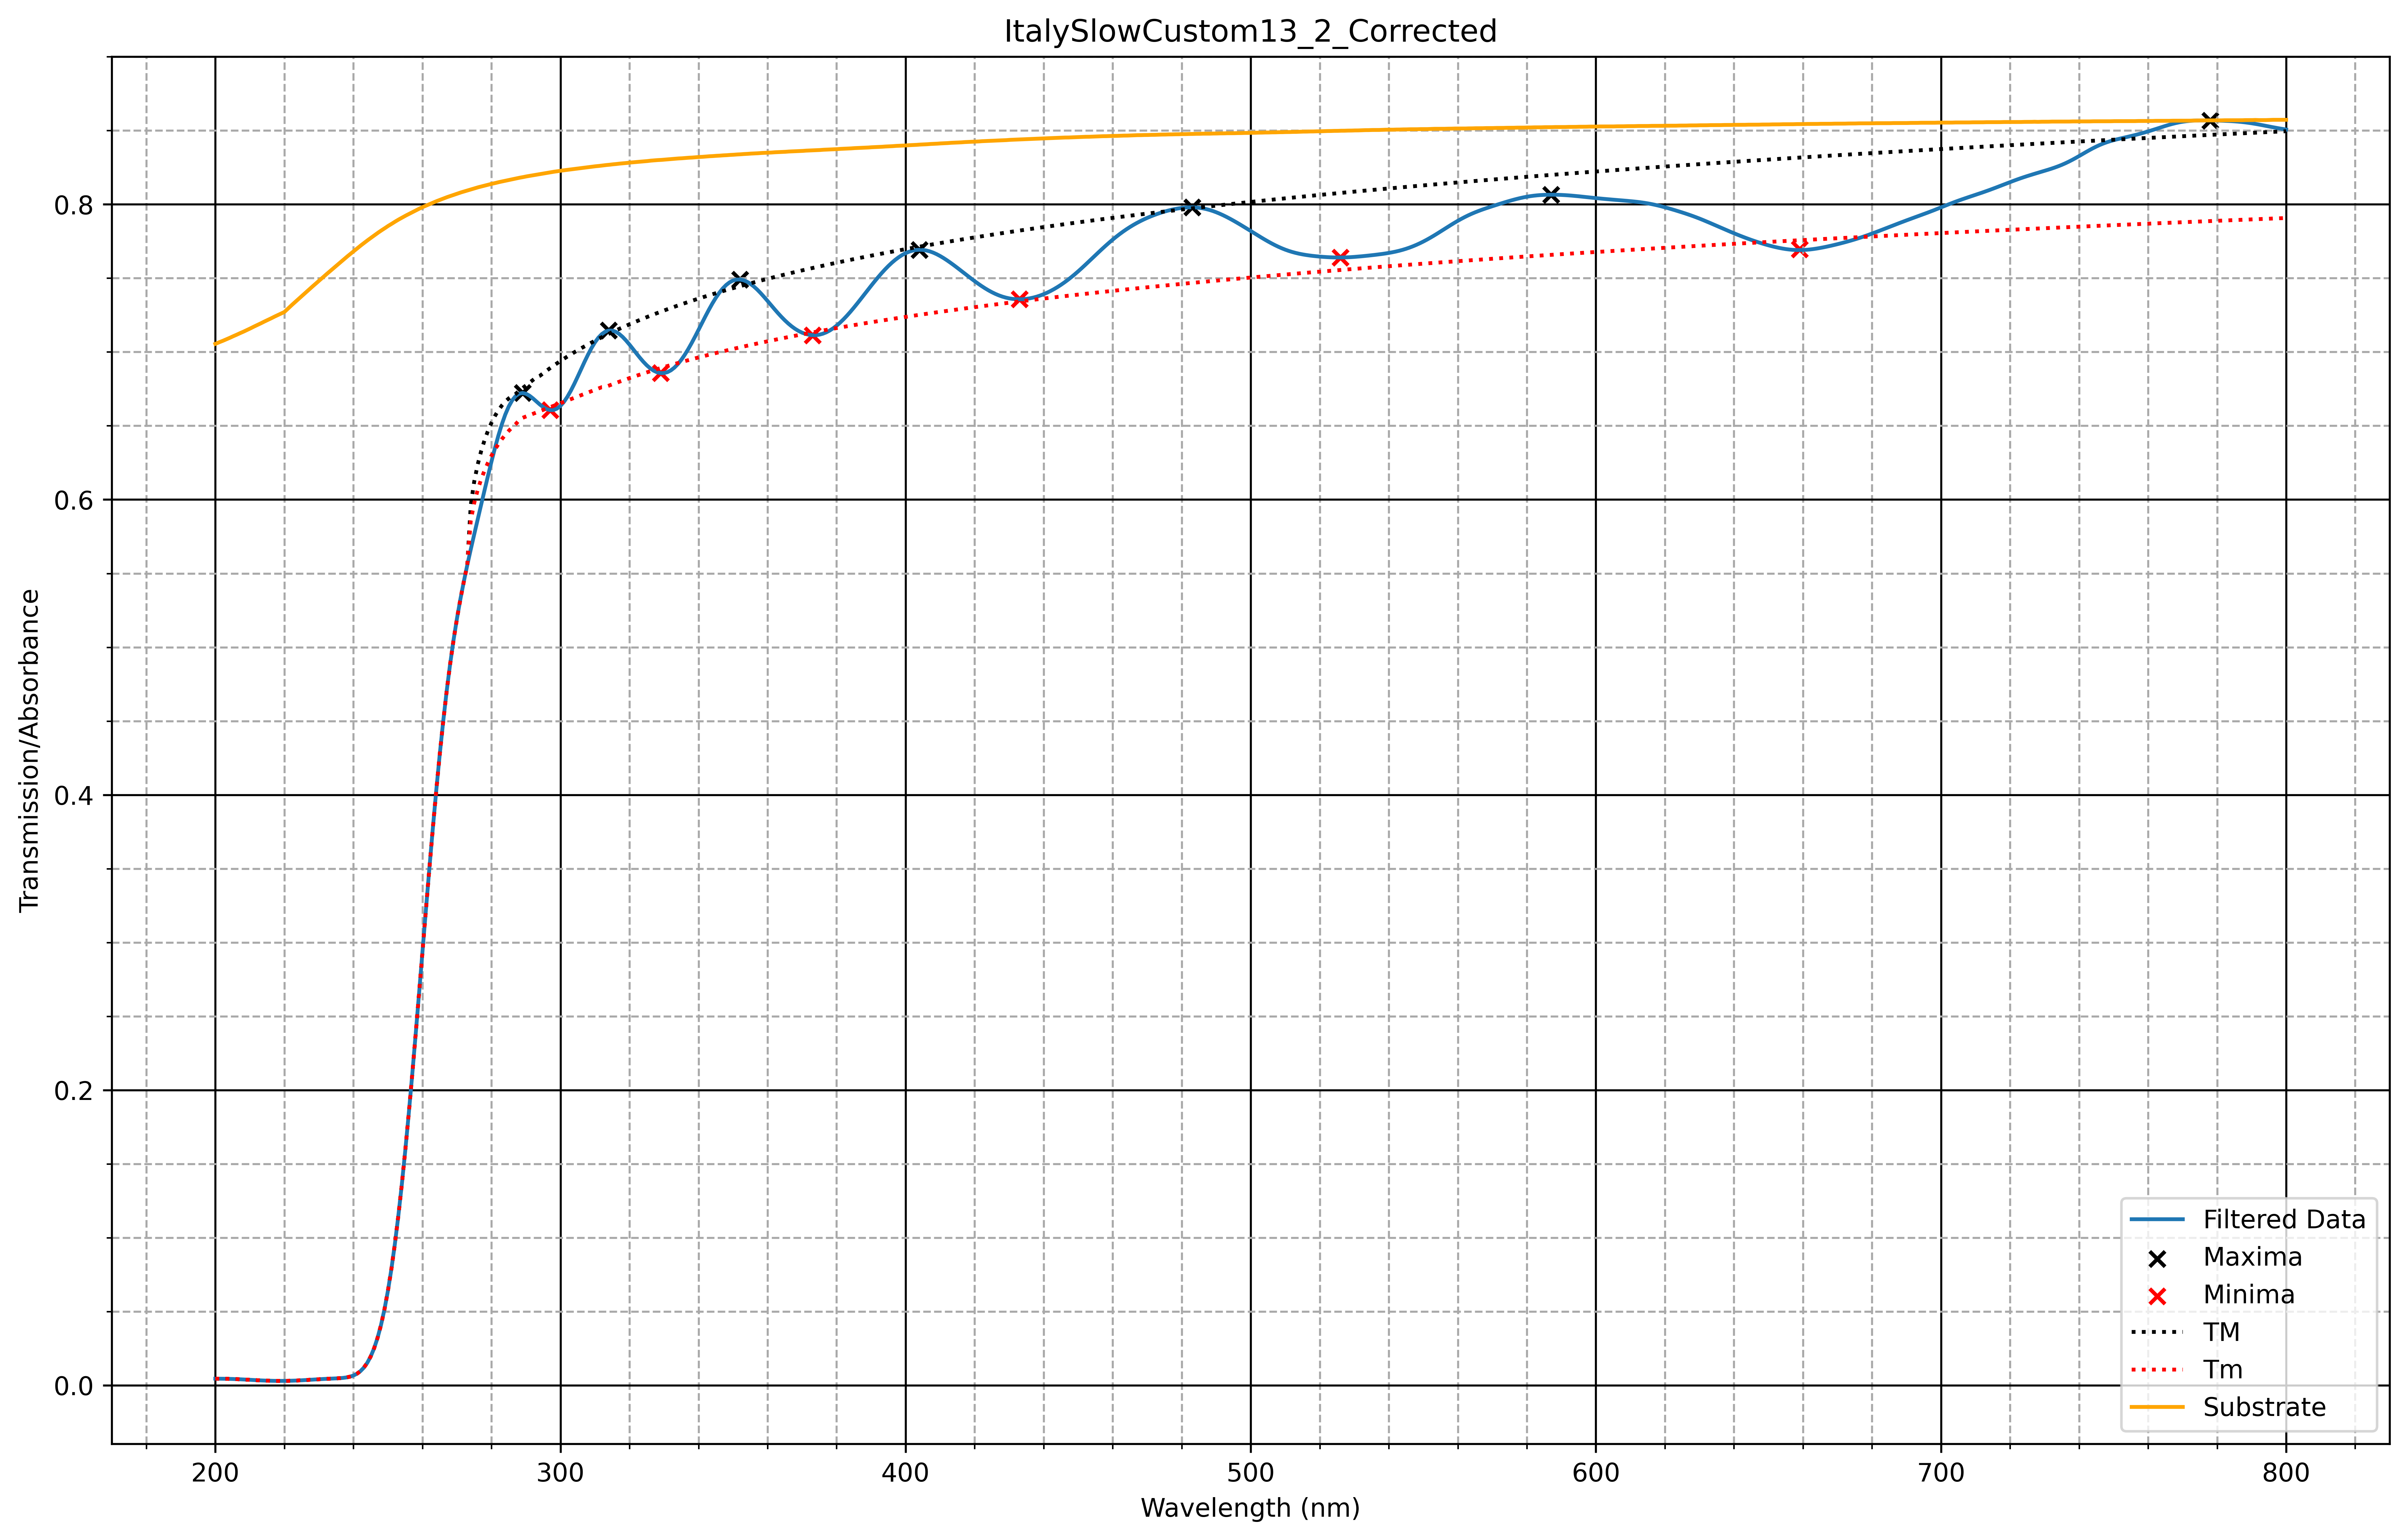 ItalySlowCustom13_2_Corrected
Transmission/Absorbance
0.8
0.6
0.4
0.2
0.0
200 300 400 500 600 700 800
Wavelength (nm)
Filtered Data
Maxima
Minima
TM
Tm
Substrate